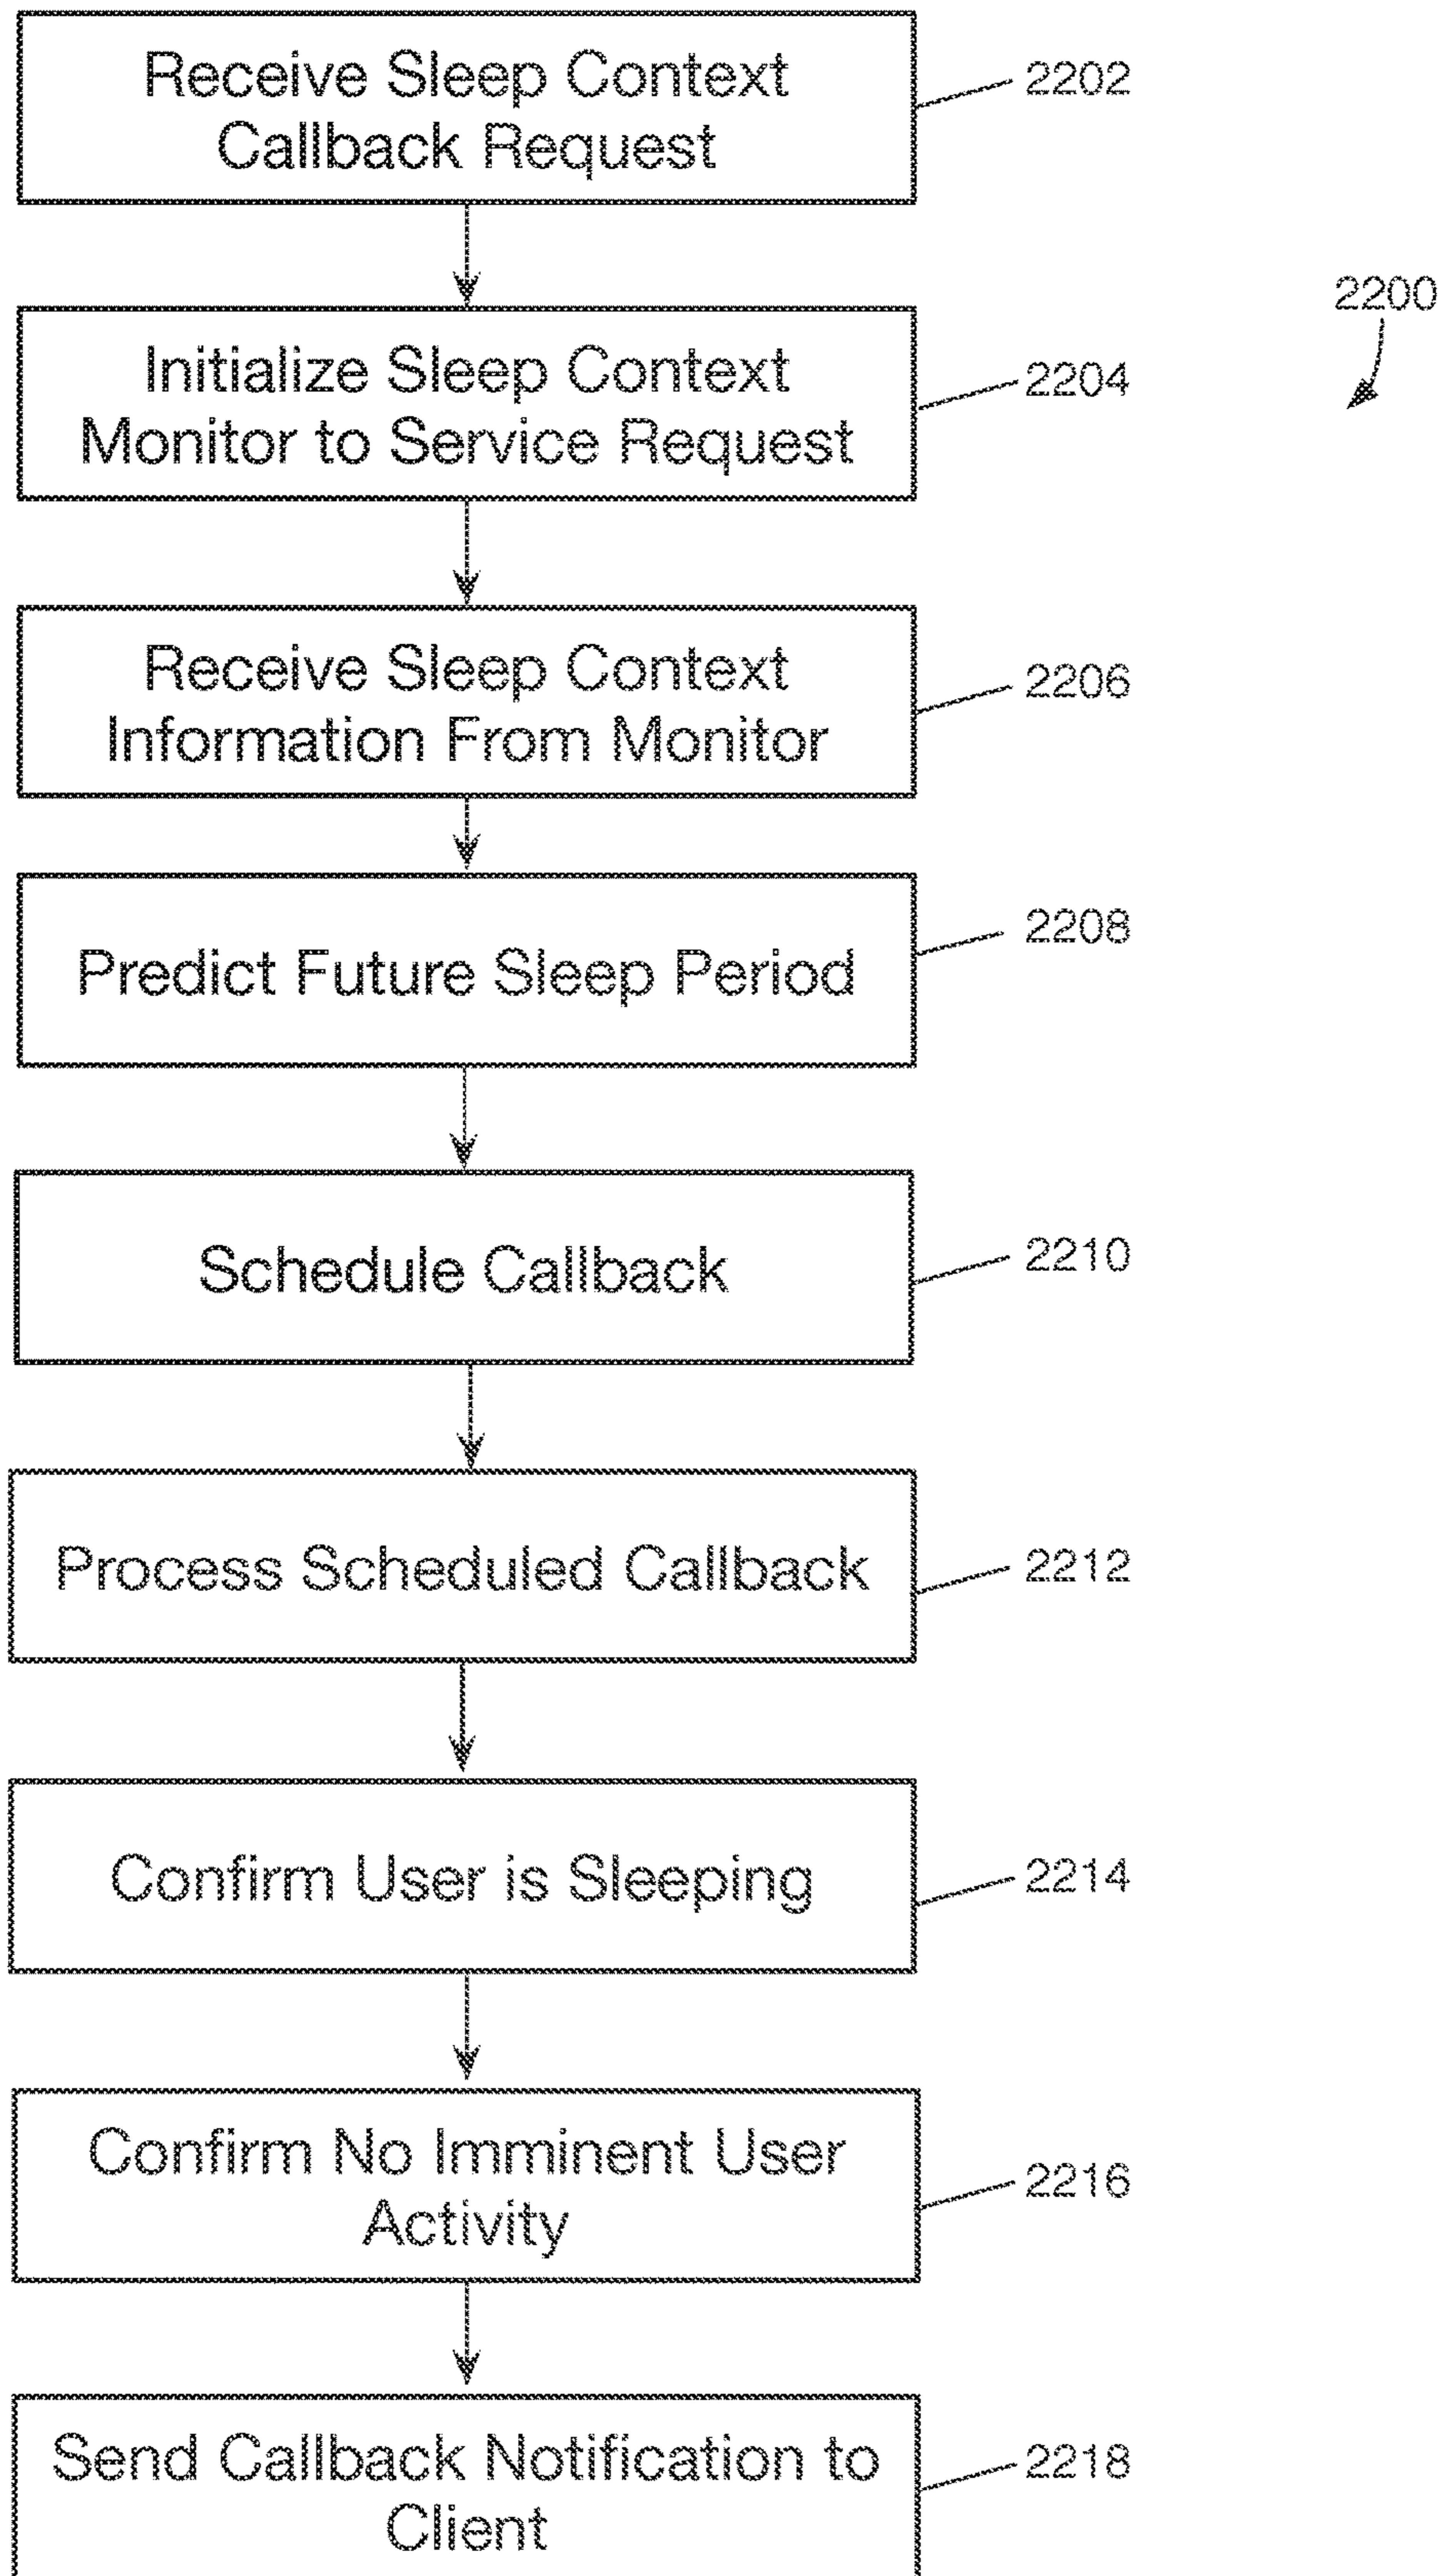 Receive Sleep Context
Callback Request
2202
2200
Initialize Sleep Context
Monitor to Service Request
2204
Receive Sleep Context
Information From Monitor
2206
Predict Future Sleep Period
2208
Schedule Callback
2210
Process Scheduled Callback
2212
Confirm User is Sleeping
2214
Confirm No Imminent User
Activity
2216
Send Callback Notification to
Client
2218